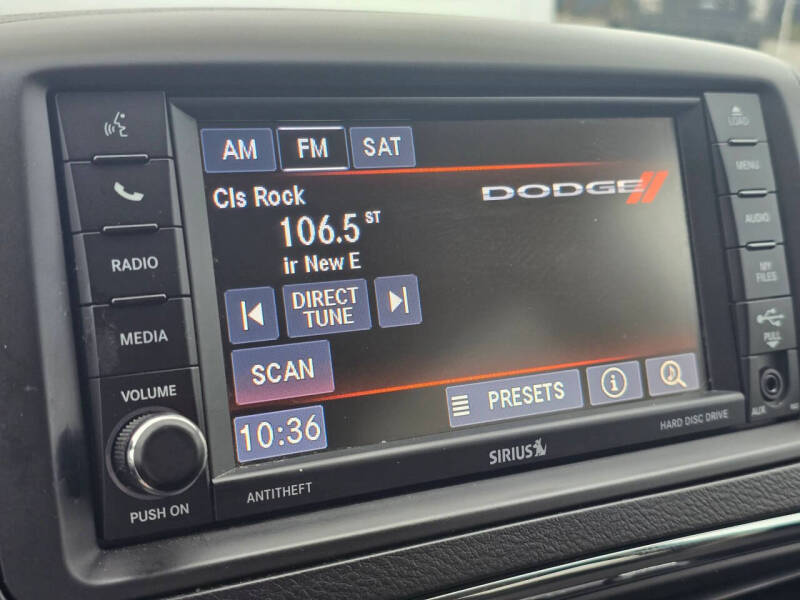 AM FM SAT
Cls Rock
DODGE
106.5 ST
ir New E
DIRECT
TUNE
SCAN
PRESETS
10:36
RADIO
MEDIA
VOLUME
PUSH ON
ANTITHEFT
SIRIUS
HARD DISC DRIVE
LOAD
MENU
AUDIO
MY
FILES
PULL
AUX